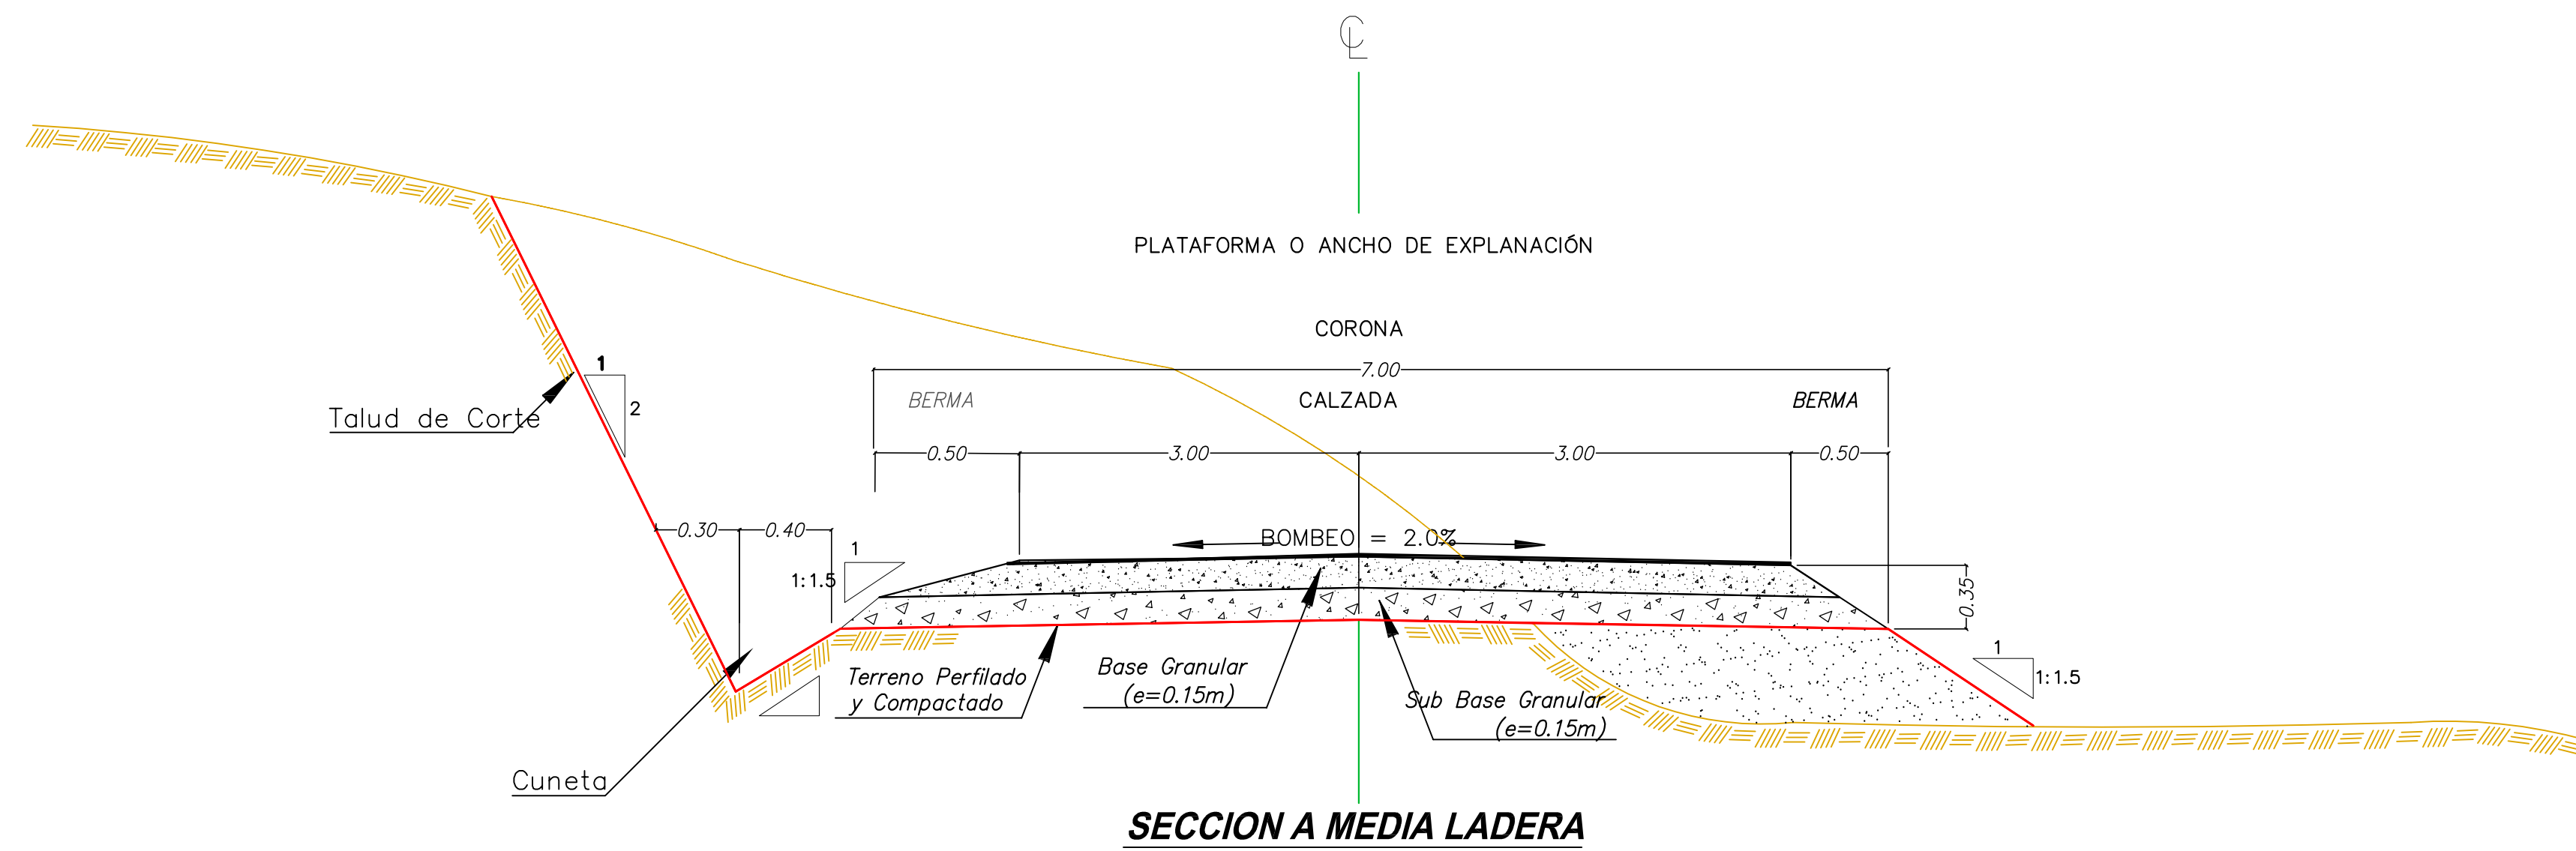 ℄
PLATAFORMA O ANCHO DE EXPLANACIÓN
CORONA
7.00
BERMA
CALZADA
BERMA
0.50
3.00
3.00
0.50
1
2
Talud de Corte
0.30
0.40
BOMBEO = 2.0%
1
1:1.5
0.35
1
1:1.5
Terreno Perfilado
y Compactado
Base Granular
(e=0.15m)
Sub Base Granular
(e=0.15m)
Cuneta
SECCION A MEDIA LADERA